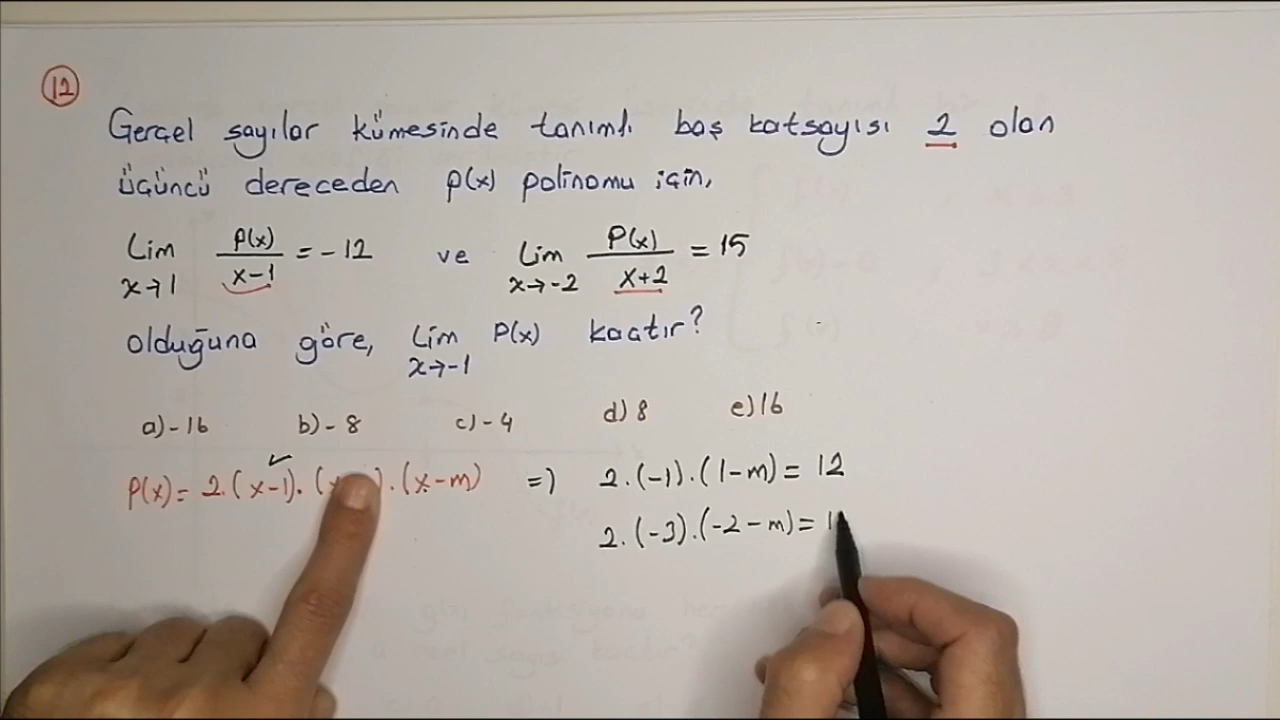 12
Gerçel sayılar kümesinde tanımlı baş katsayısı 2 olan
üçüncü dereceden p(x) polinomu için,
Lim x→1 P(x)/x-1 = -12 ve Lim x→-2 P(x)/x+2 = 15
olduğuna göre, Lim x→-1 P(x) kaçtır?
a) -16 b) -8 c) -4 d) 8 e) 16
P(x) = 2.(x-1).(x ).(x-m) => 2.(-1).(1-m) = 12
2.(-3).(-2-m) = 1